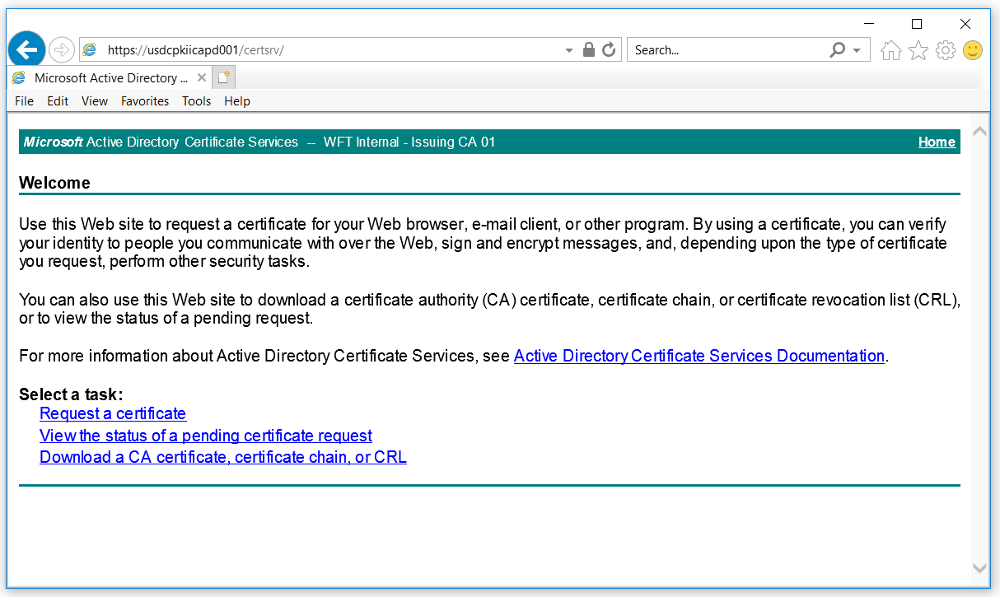 https://usdcpkiicapd001/certsrv/
Search...
Microsoft Active Directory ...
File Edit View Favorites Tools Help
Microsoft Active Directory Certificate Services -- WFT Internal - Issuing CA 01 Home
Welcome
Use this Web site to request a certificate for your Web browser, e-mail client, or other program. By using a certificate, you can verify
your identity to people you communicate with over the Web, sign and encrypt messages, and, depending upon the type of certificate
you request, perform other security tasks.
You can also use this Web site to download a certificate authority (CA) certificate, certificate chain, or certificate revocation list (CRL),
or to view the status of a pending request.
For more information about Active Directory Certificate Services, see Active Directory Certificate Services Documentation.
Select a task:
Request a certificate
View the status of a pending certificate request
Download a CA certificate, certificate chain, or CRL